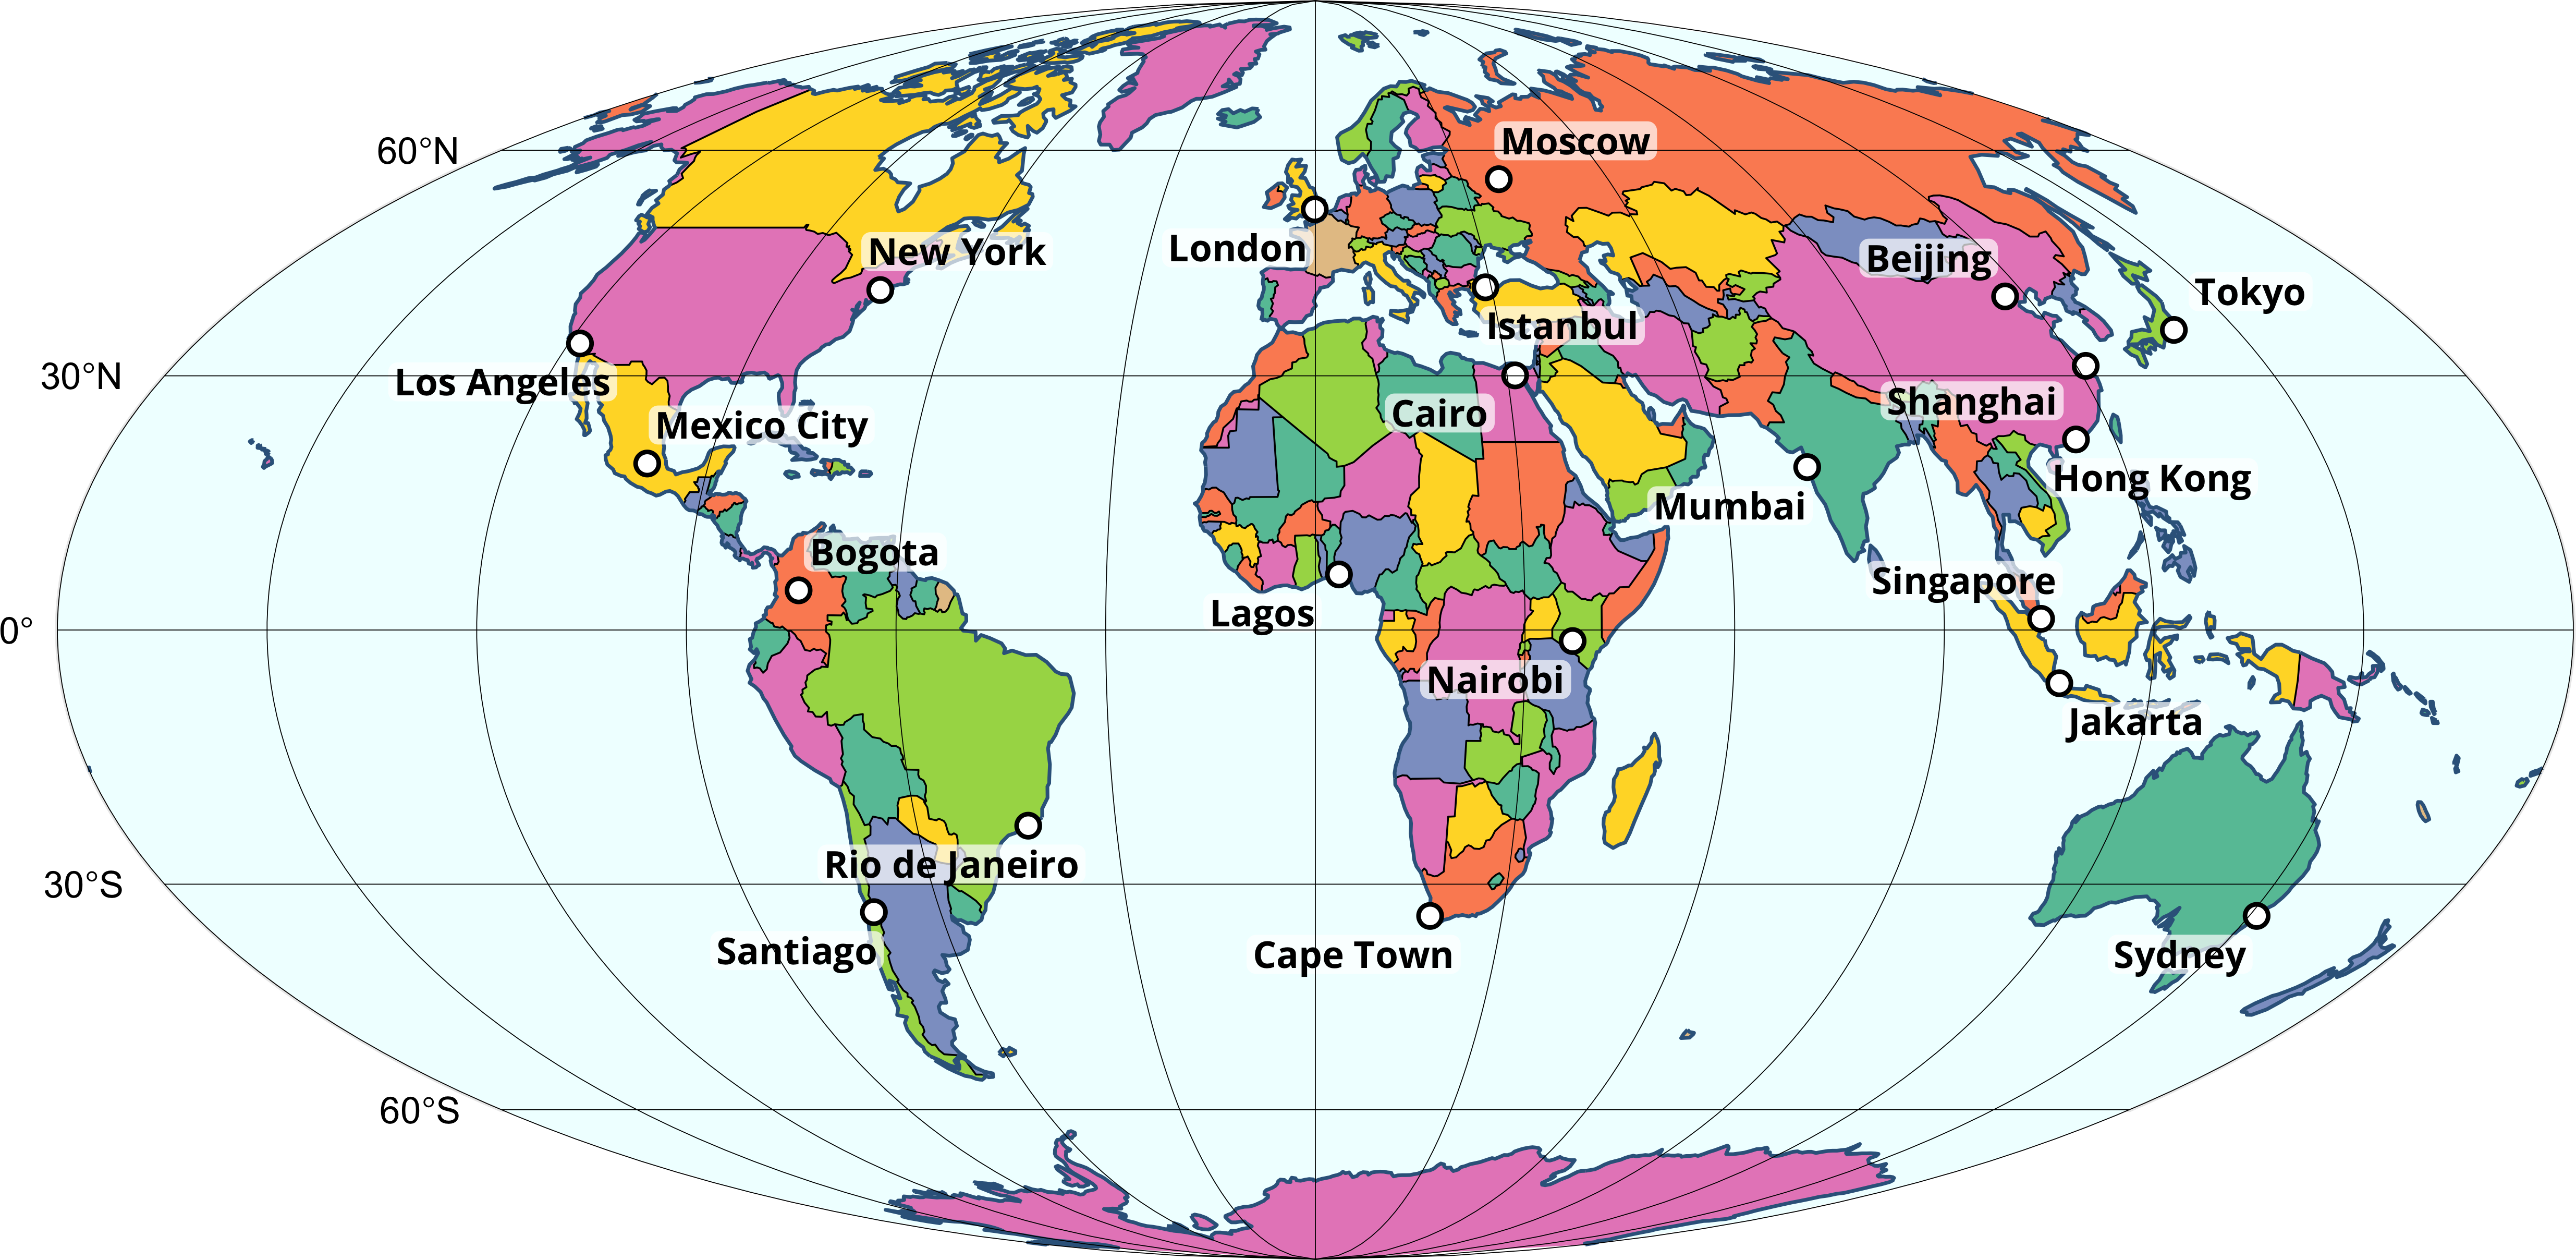 60°N
Moscow
New York
London
Beijing
Tokyo
Istanbul
30°N
Los Angeles
Cairo
Shanghai
Mexico City
Hong Kong
Mumbai
Bogota
Singapore
Lagos
0°
Nairobi
Jakarta
Rio de Janeiro
30°S
Santiago
Cape Town
Sydney
60°S